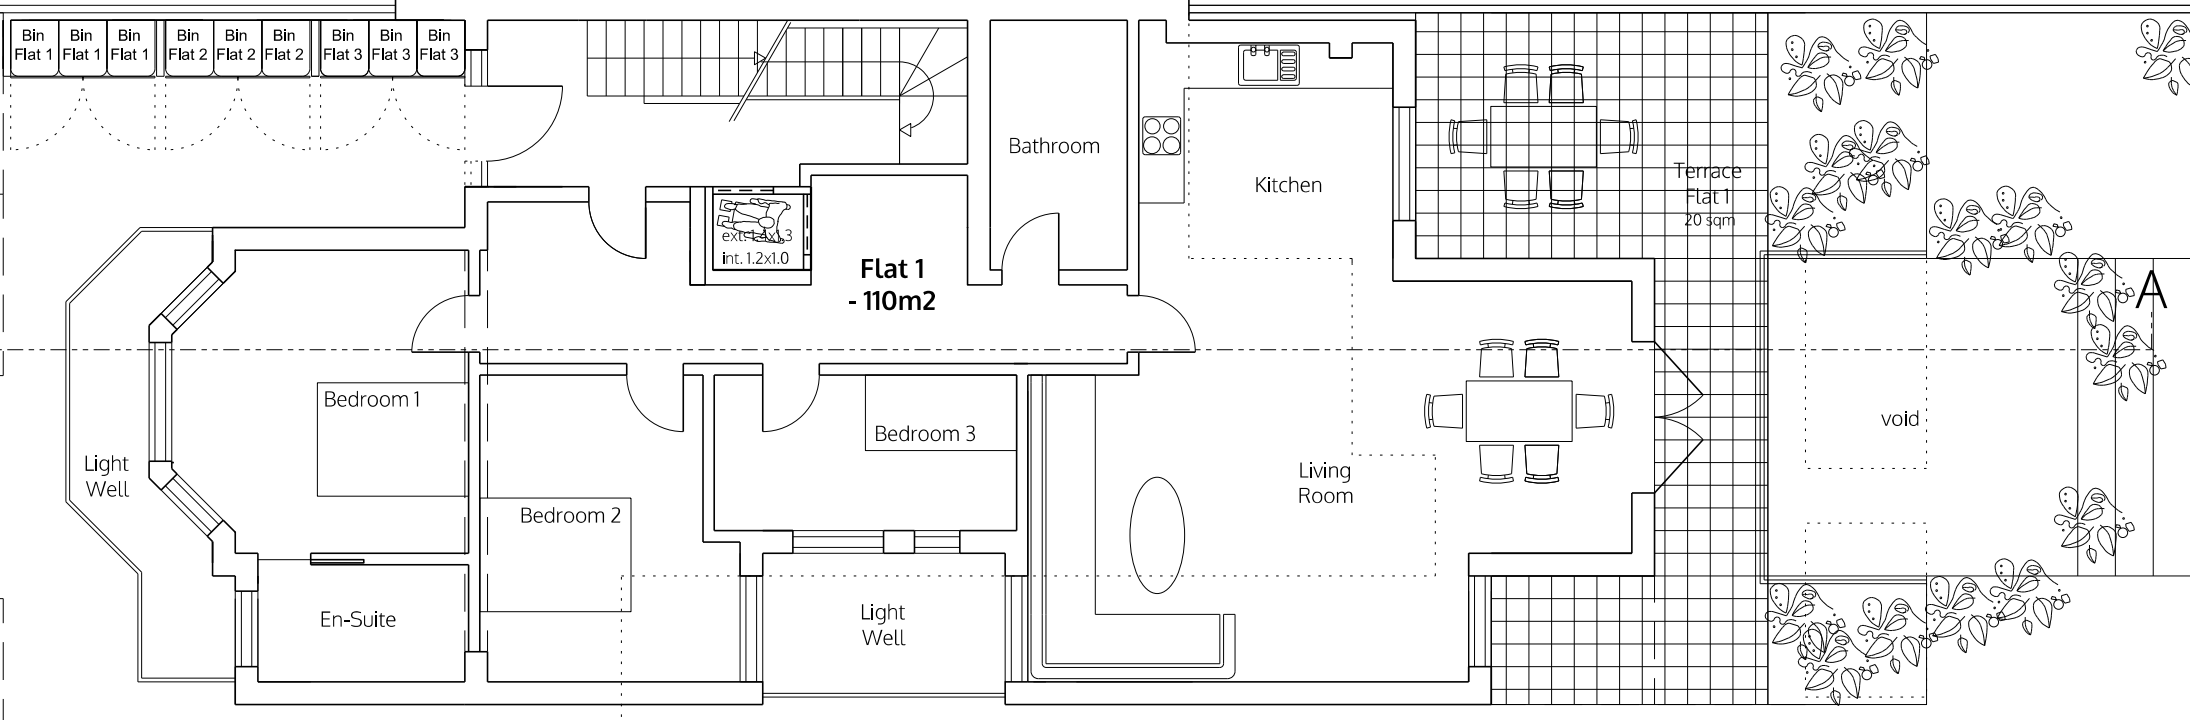 Bin
Flat 1
Bin
Flat 1
Bin
Flat 1
Bin
Flat 2
Bin
Flat 2
Bin
Flat 2
Bin
Flat 3
Bin
Flat 3
Bin
Flat 3
Bathroom
Kitchen
Terrace
Flat 1
20 sqm
int. 1.2x1.0
Flat 1
- 110m2
A
Bedroom 1
Bedroom 3
void
Light
Well
Living
Room
Bedroom 2
En-Suite
Light
Well